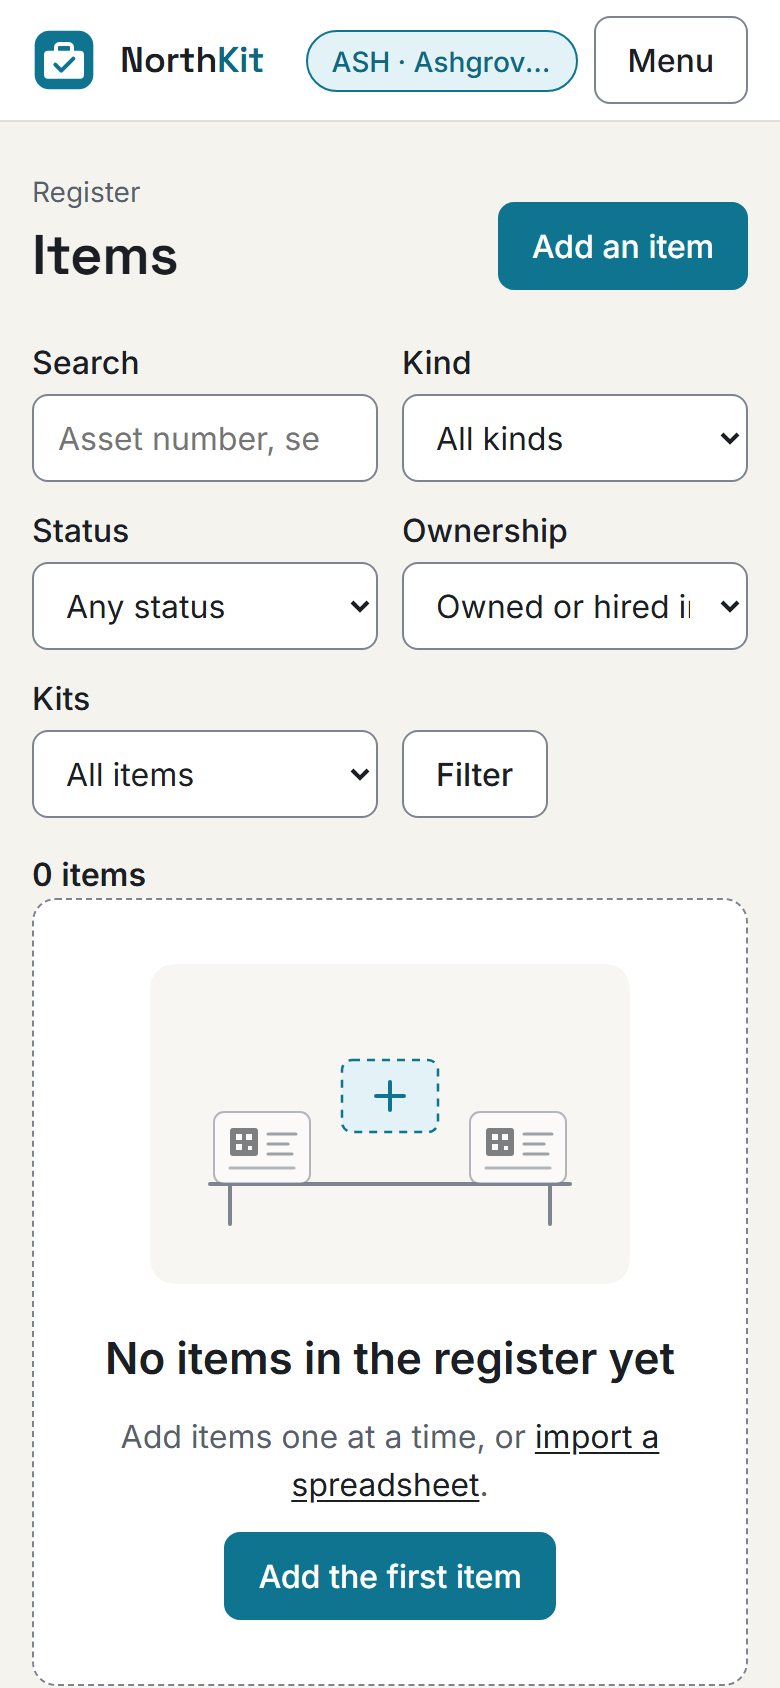 NorthKit
ASH · Ashgrov...
Menu
Register
Items
Add an item
Search
Kind
Asset number, se
All kinds
Status
Ownership
Any status
Owned or hired i
Kits
All items
Filter
0 items
No items in the register yet
Add items one at a time, or import a
spreadsheet.
Add the first item